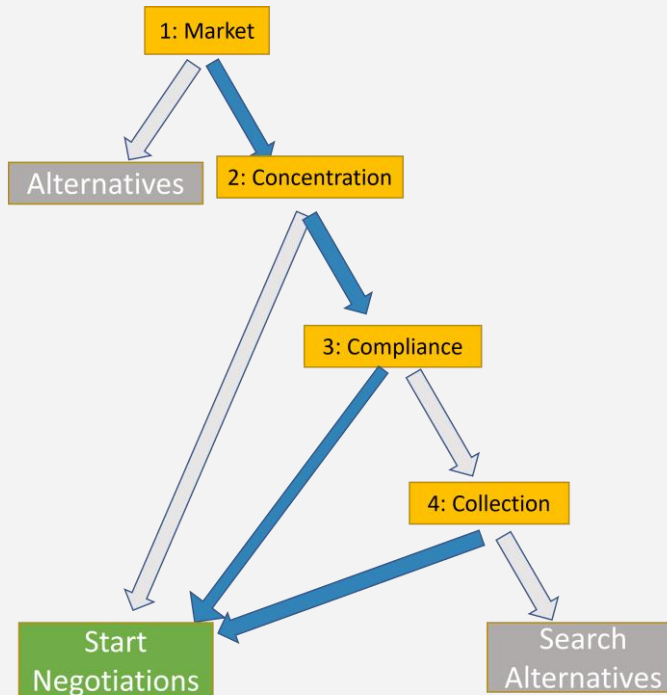 1: Market
Alternatives
2: Concentration
3: Compliance
4: Collection
Start
Negotiations
Search
Alternatives